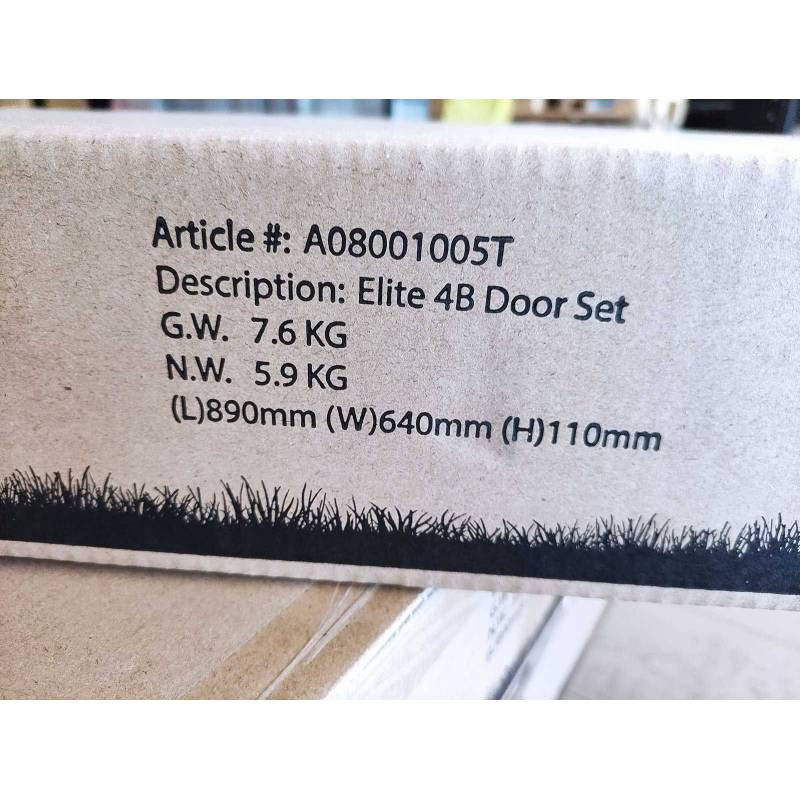 Article #: A08001005T
Description: Elite 4B Door Set
G.W. 7.6 KG
N.W. 5.9 KG
(L)890mm (W)640mm (H)110mm